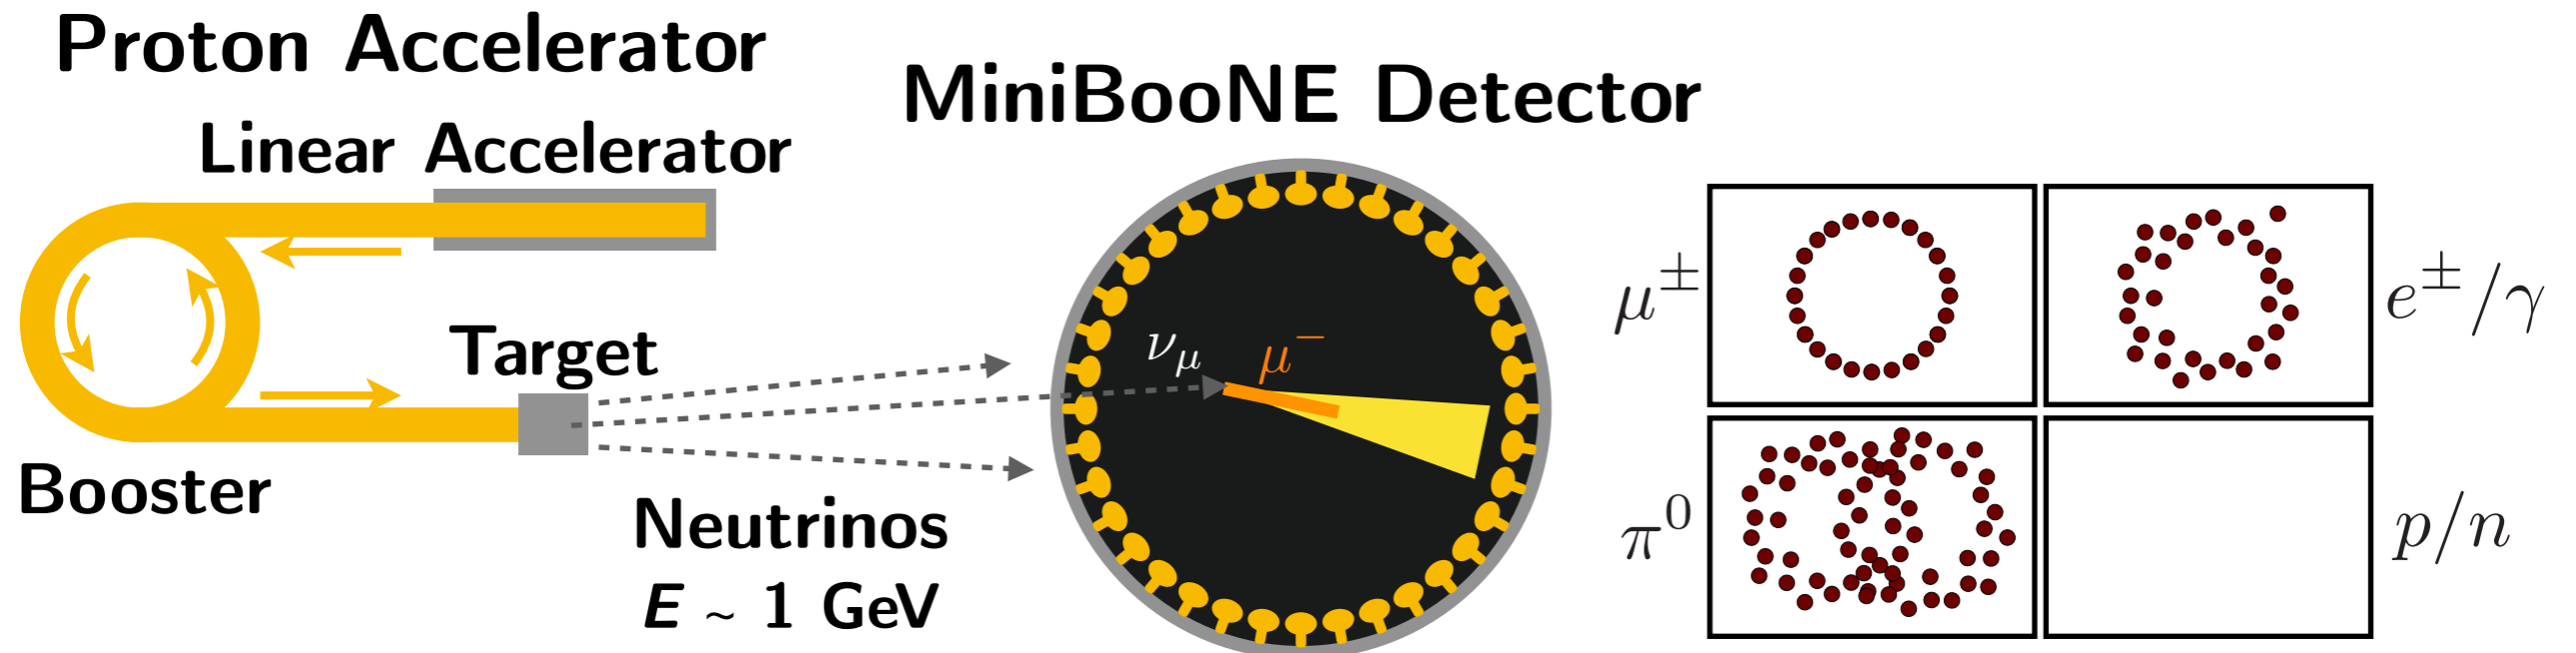 Proton Accelerator
Linear Accelerator
Target
Booster
Neutrinos
E ~ 1 GeV
MiniBooNE Detector
νμ
μ−
μ±
e±/γ
π0
p/n